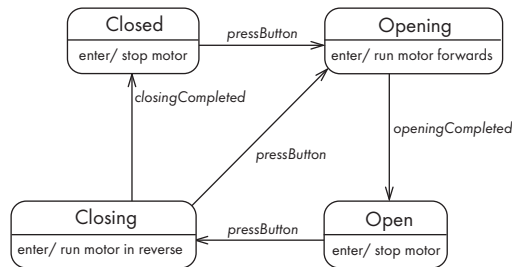 Closed
enter/ stop motor
pressButton
Opening
enter/ run motor forwards
closingCompleted
openingCompleted
pressButton
Closing
enter/ run motor in reverse
pressButton
Open
enter/ stop motor